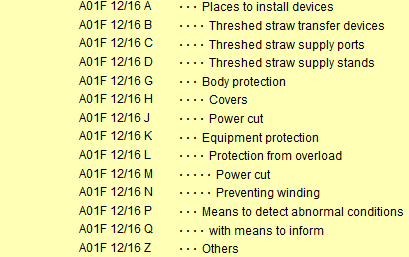 A01F 12/16 A · · · Places to install devices
A01F 12/16 B · · · · Threshed straw transfer devices
A01F 12/16 C · · · · Threshed straw supply ports
A01F 12/16 D · · · · Threshed straw supply stands
A01F 12/16 G · · · Body protection
A01F 12/16 H · · · · Covers
A01F 12/16 J · · · · Power cut
A01F 12/16 K · · · Equipment protection
A01F 12/16 L · · · · Protection from overload
A01F 12/16 M · · · · · Power cut
A01F 12/16 N · · · · · Preventing winding
A01F 12/16 P · · · Means to detect abnormal conditions
A01F 12/16 Q · · · · with means to inform
A01F 12/16 Z · · · Others